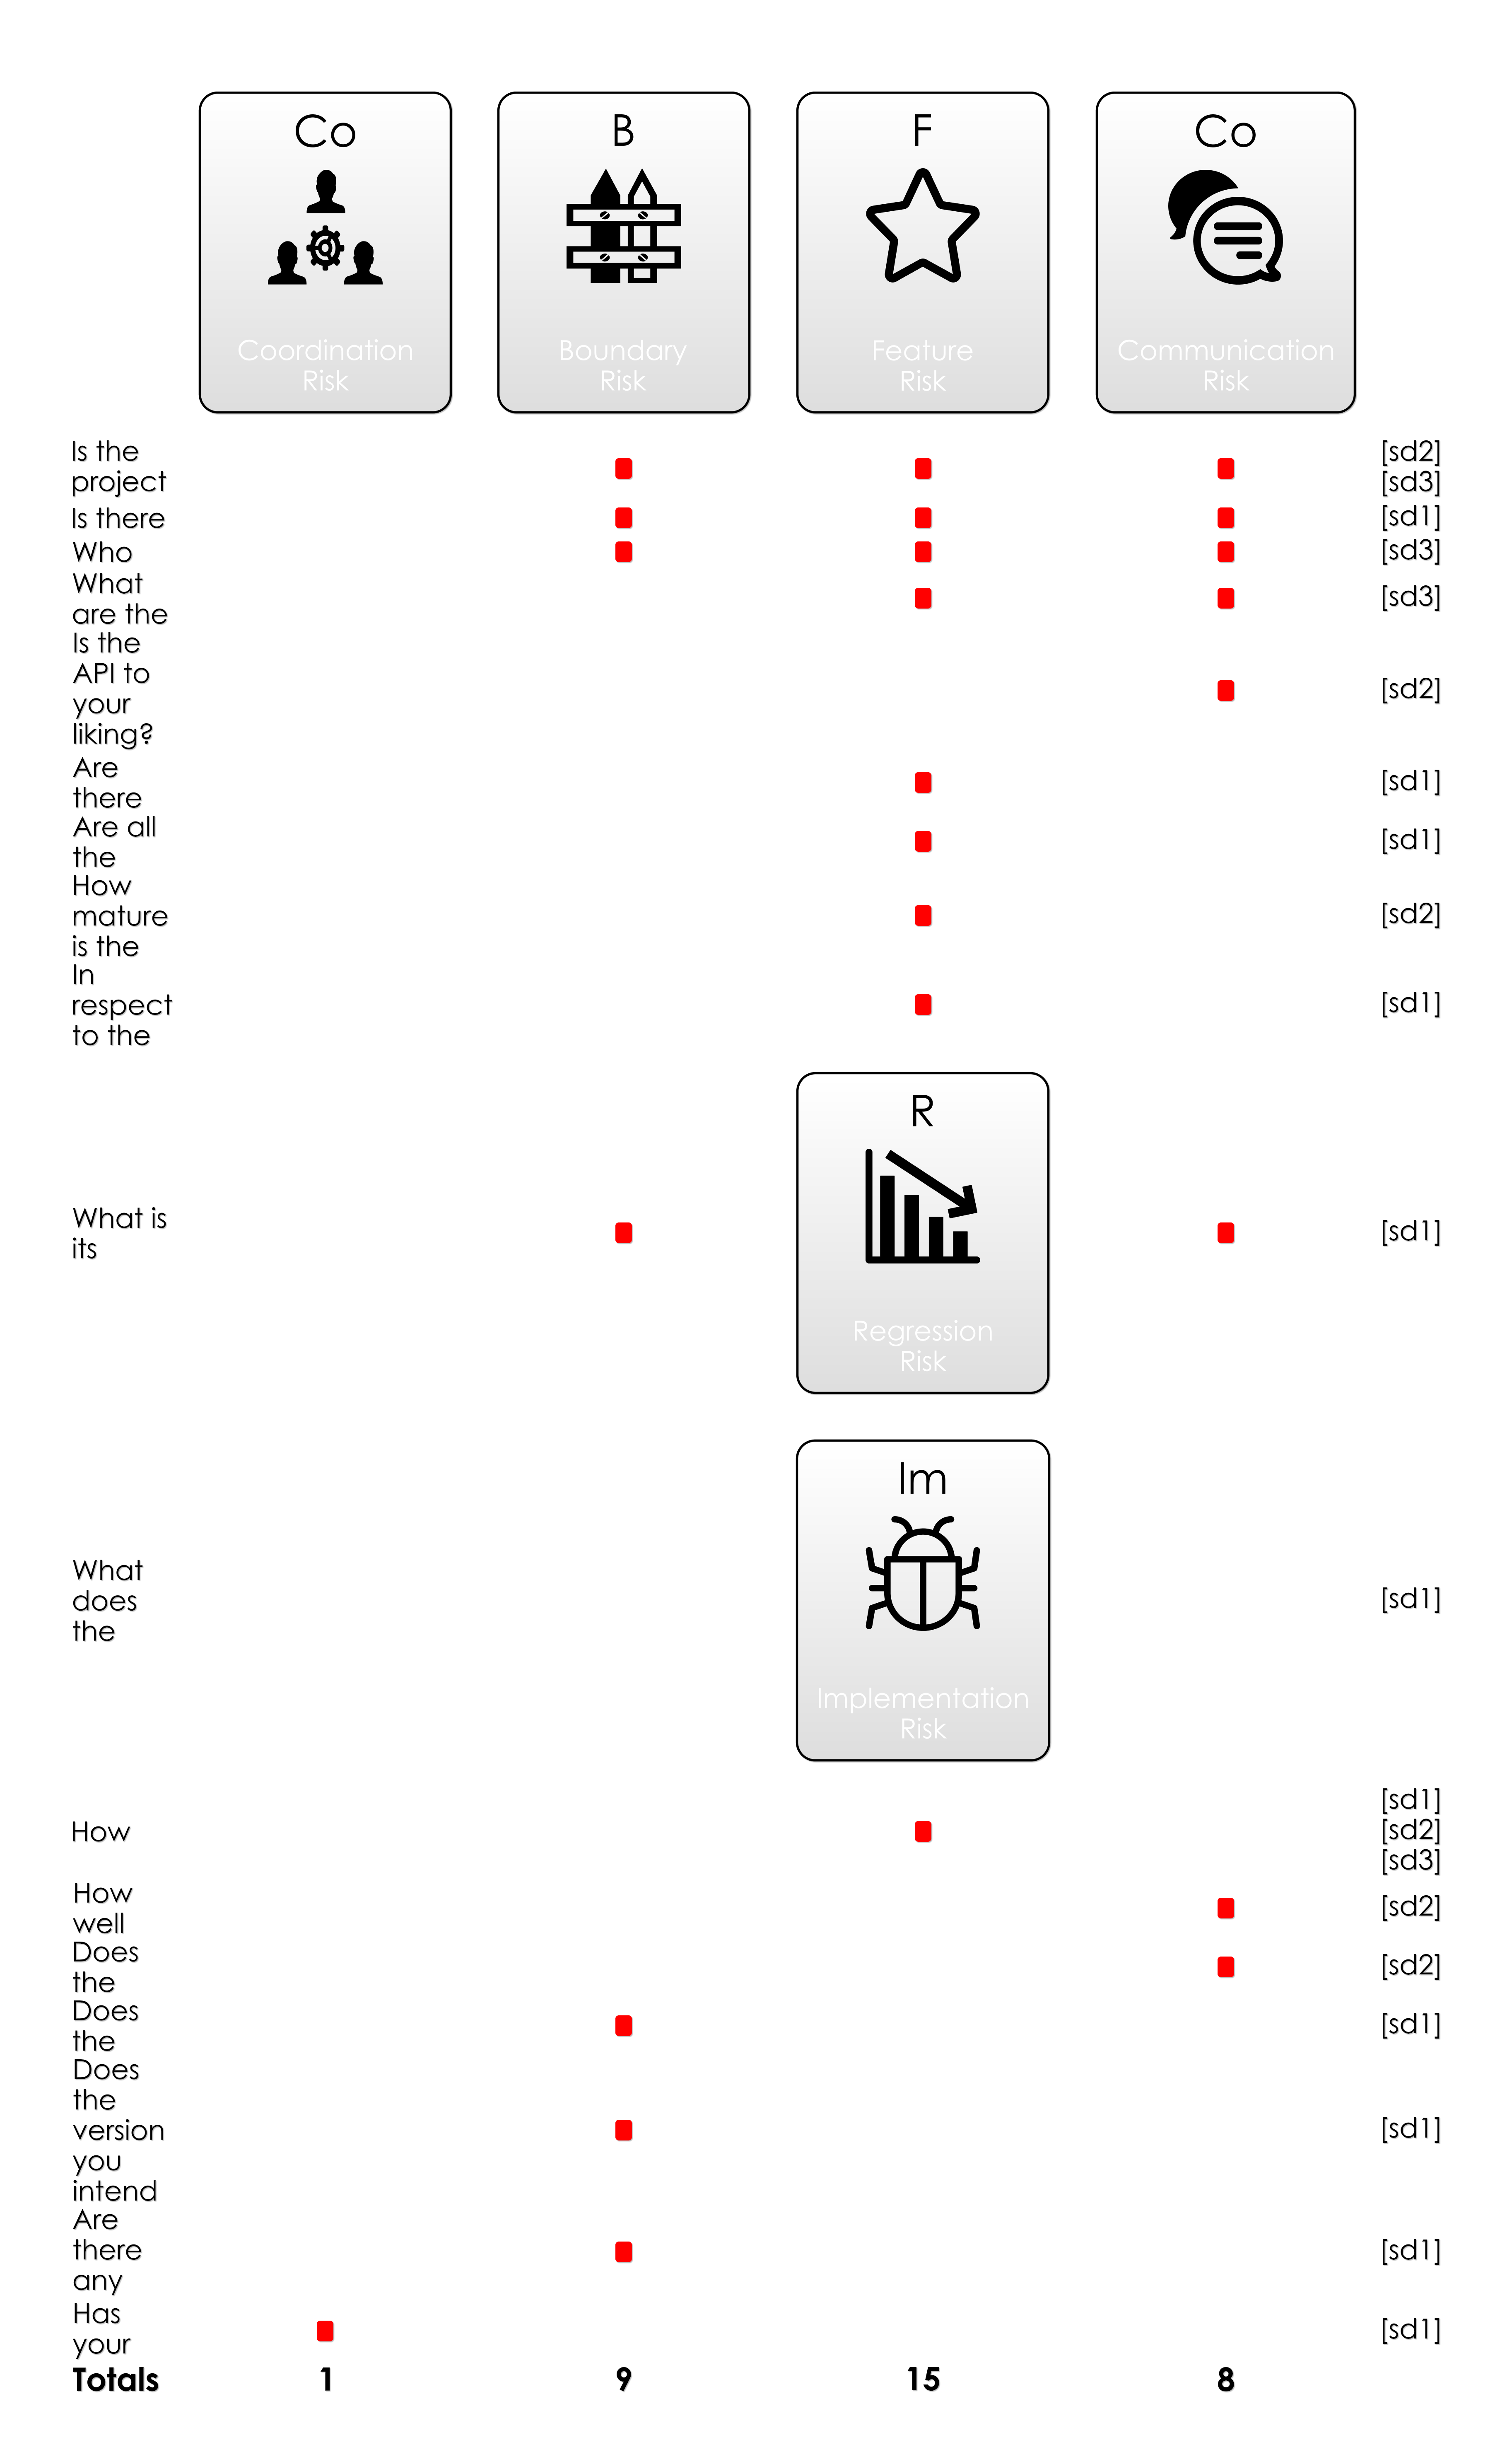 Co
B
F
Co
Coordination
Risk
Boundary
Risk
Feature
Risk
Communication
Risk
Is the
project
[sd2]
[sd3]
Is there
[sd1]
Who
[sd3]
What
are the
[sd3]
Is the
API to
your
liking?
[sd2]
Are
there
[sd1]
Are all
the
[sd1]
How
mature
is the
[sd2]
In
respect
to the
[sd1]
R
Regression
Risk
What is
its
[sd1]
Im
Implementation
Risk
What
does
the
[sd1]
How
[sd1]
[sd2]
[sd3]
How
well
[sd2]
Does
the
[sd2]
Does
the
[sd1]
Does
the
version
you
intend
[sd1]
Are
there
any
[sd1]
Has
your
[sd1]
Totals 1 9 15 8